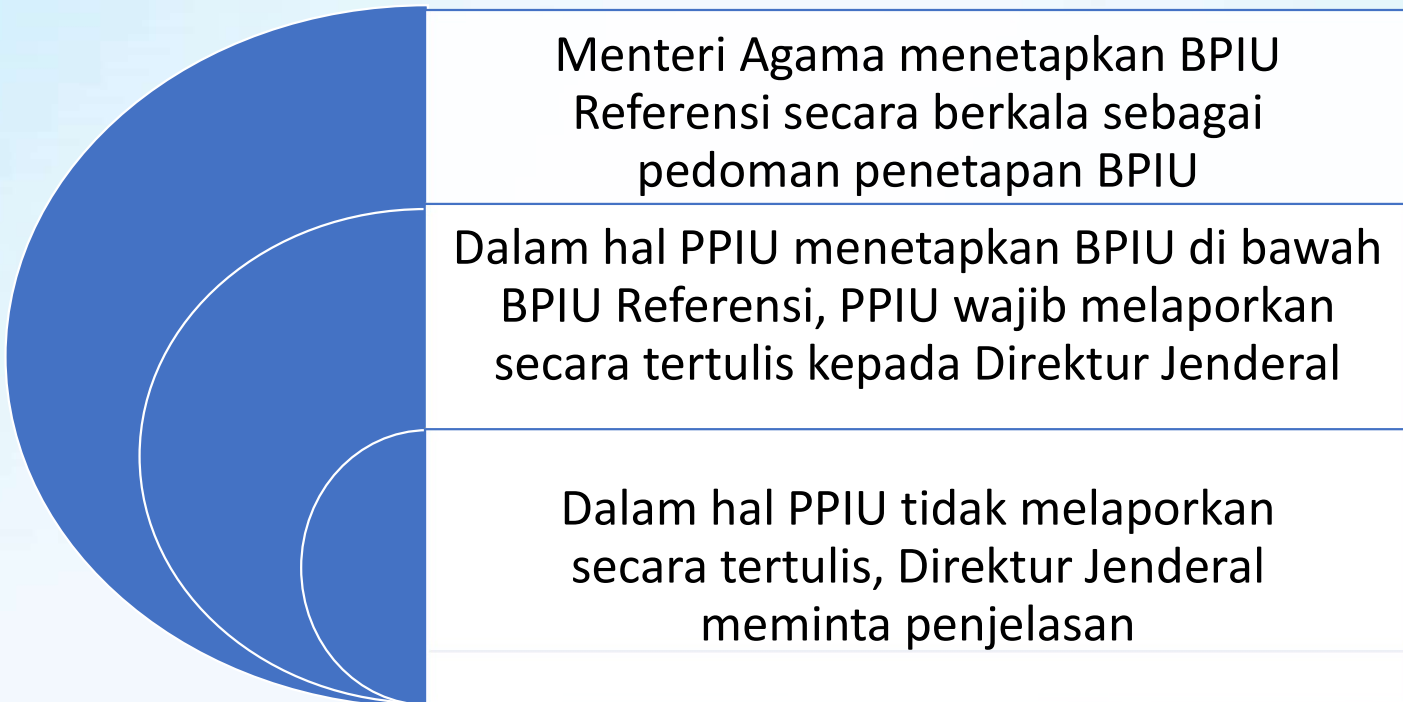 Menteri Agama menetapkan BPIU
Referensi secara berkala sebagai
pedoman penetapan BPIU
Dalam hal PPIU menetapkan BPIU di bawah
BPIU Referensi, PPIU wajib melaporkan
secara tertulis kepada Direktur Jenderal
Dalam hal PPIU tidak melaporkan
secara tertulis, Direktur Jenderal
meminta penjelasan